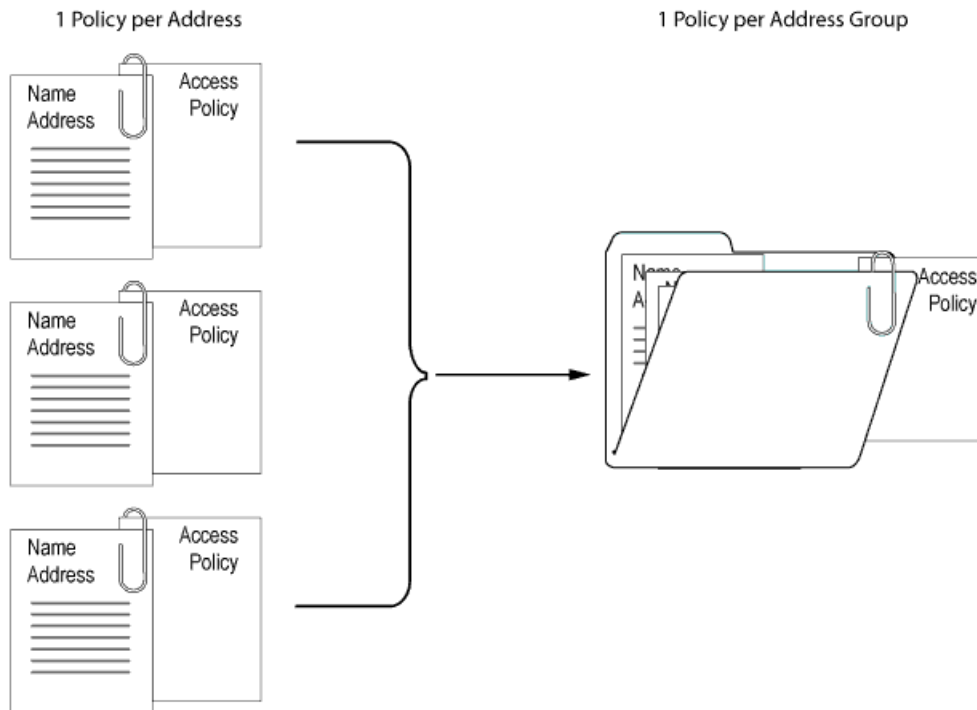 1 Policy per Address
1 Policy per Address Group
Name
Address
Access
Policy
Name
Address
Access
Policy
Name
Address
Access
Policy
Access
Policy